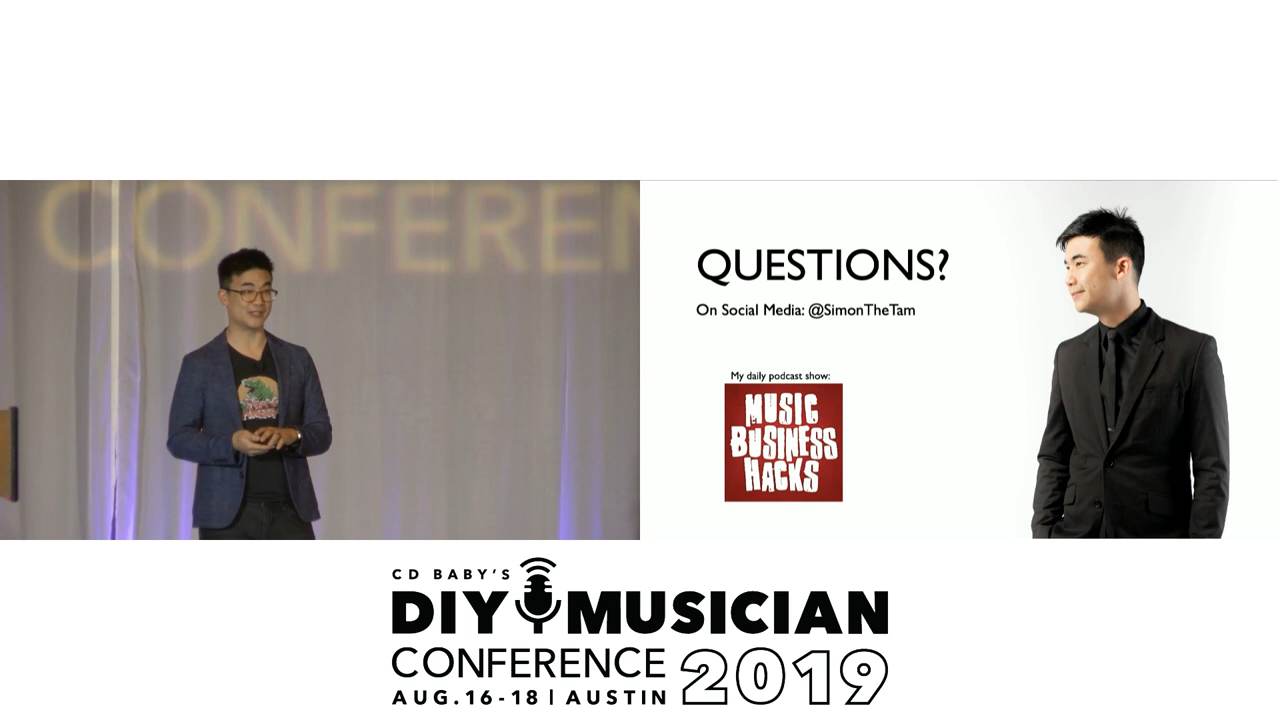 CONFEREN
QUESTIONS?
On Social Media: @SimonTheTam
My daily podcast show:
MUSIC
BUSINESS
HACKS
CD BABY'S
DIY MUSICIAN
CONFERENCE 2019
AUG.16-18 | AUSTIN